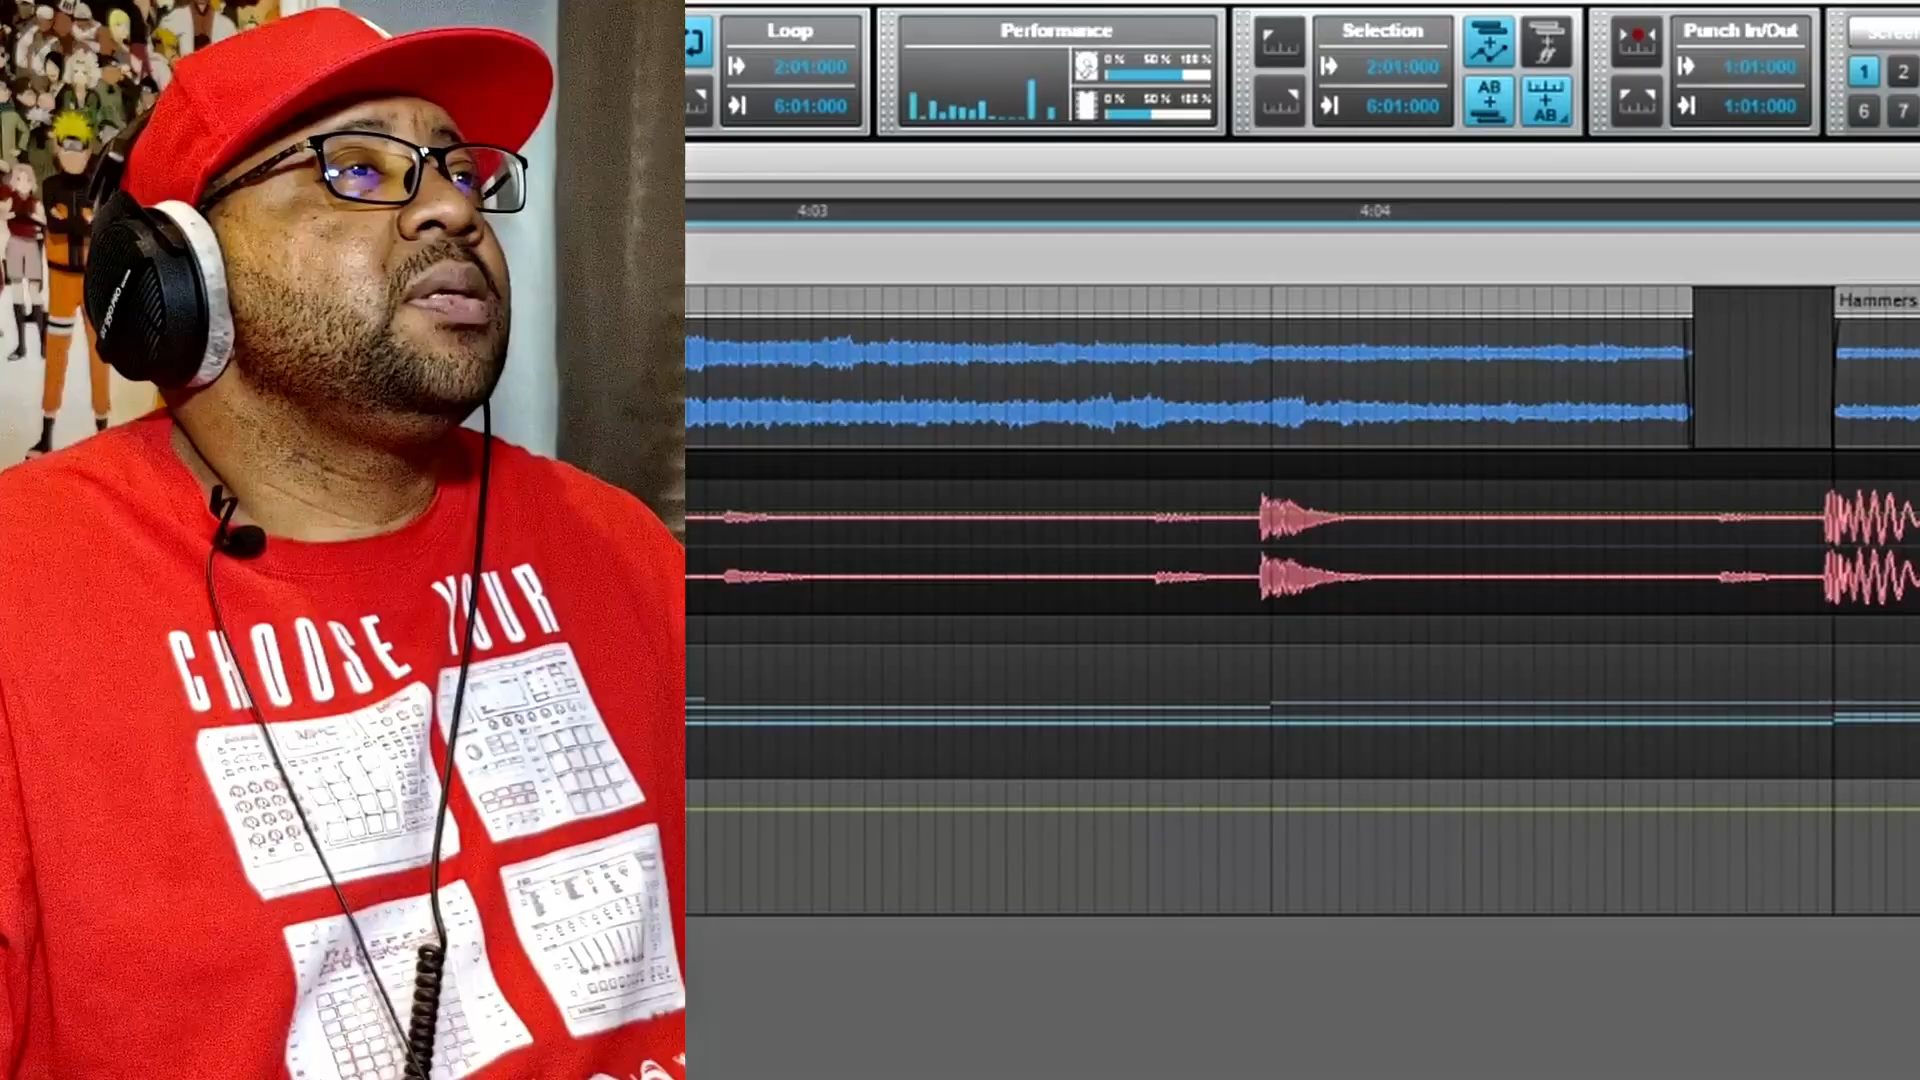 Loop
2:01:000
6:01:000
Performance
0 % 50 % 100 %
0 % 50 % 100 %
Selection
2:01:000
6:01:000
AB
AB
Punch In/Out
1:01:000
1:01:000
Screen
1 2
6 7
4:03
4:04
Hammers
CHOOSE YOUR
MPC